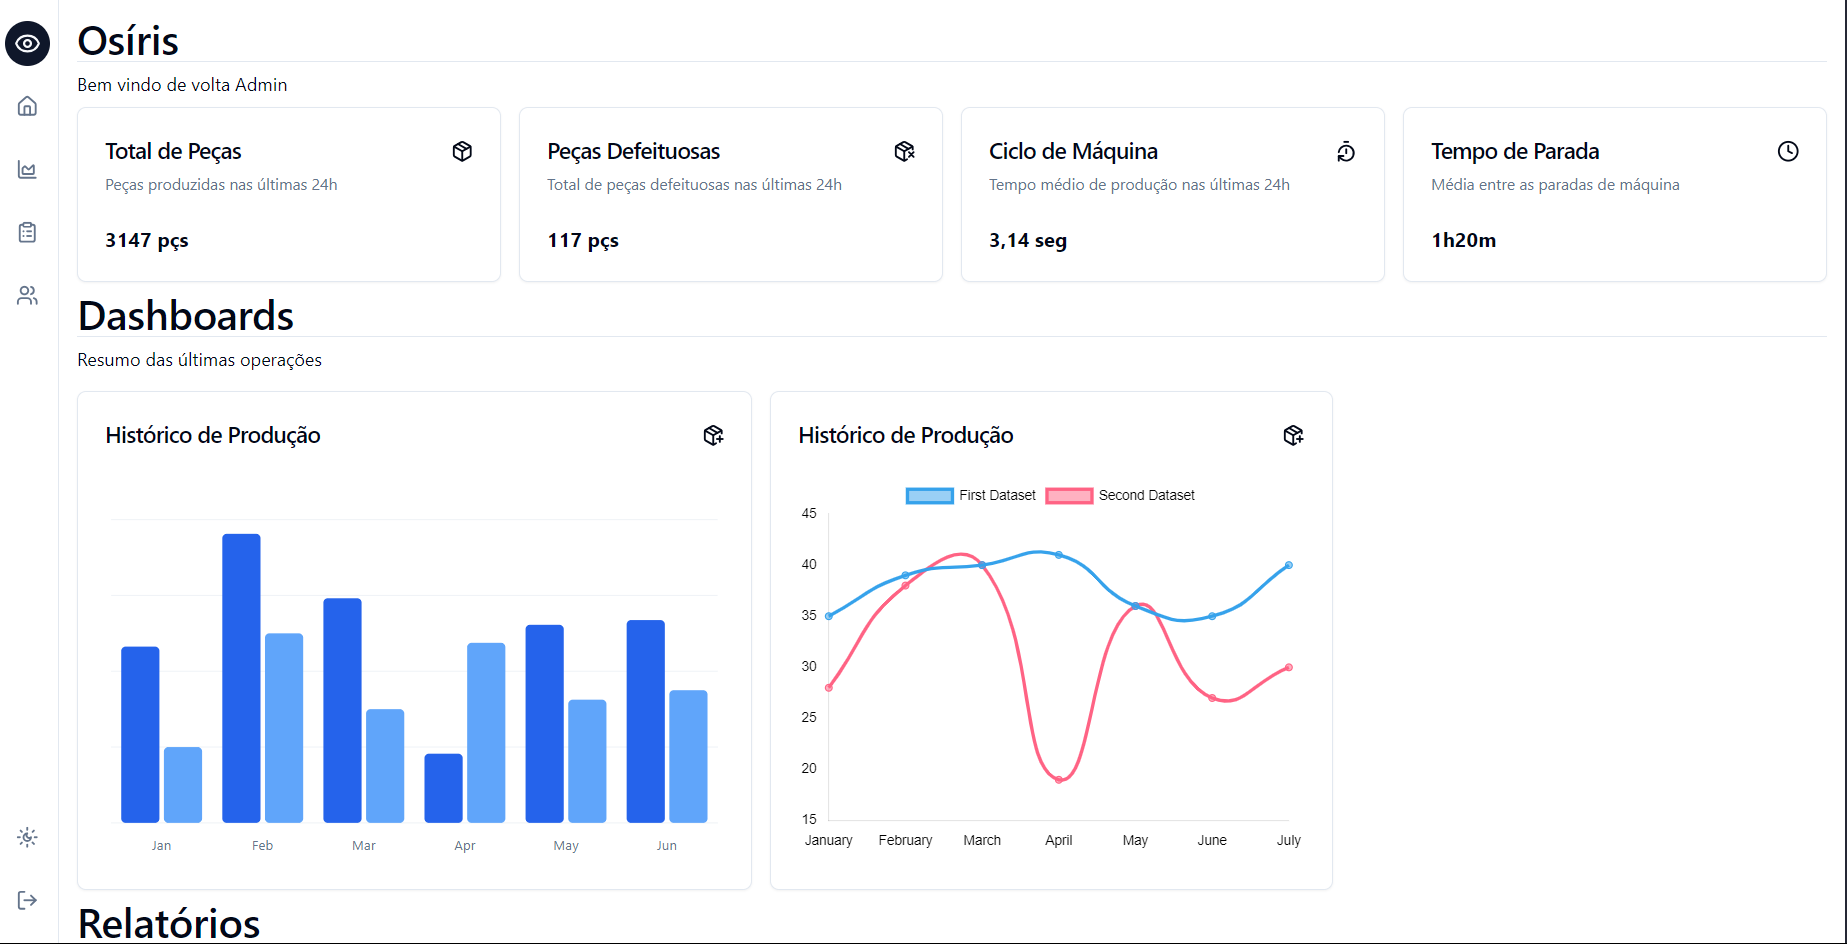 Osíris
Bem vindo de volta Admin
Total de Peças
Peças produzidas nas últimas 24h
3147 pçs
Peças Defeituosas
Total de peças defeituosas nas últimas 24h
117 pçs
Ciclo de Máquina
Tempo médio de produção nas últimas 24h
3,14 seg
Tempo de Parada
Média entre as paradas de máquina
1h20m
Dashboards
Resumo das últimas operações
Histórico de Produção
Jan Feb Mar Apr May Jun
Histórico de Produção
First Dataset Second Dataset
45
40
35
30
25
20
15
January February March April May June July
Relatórios